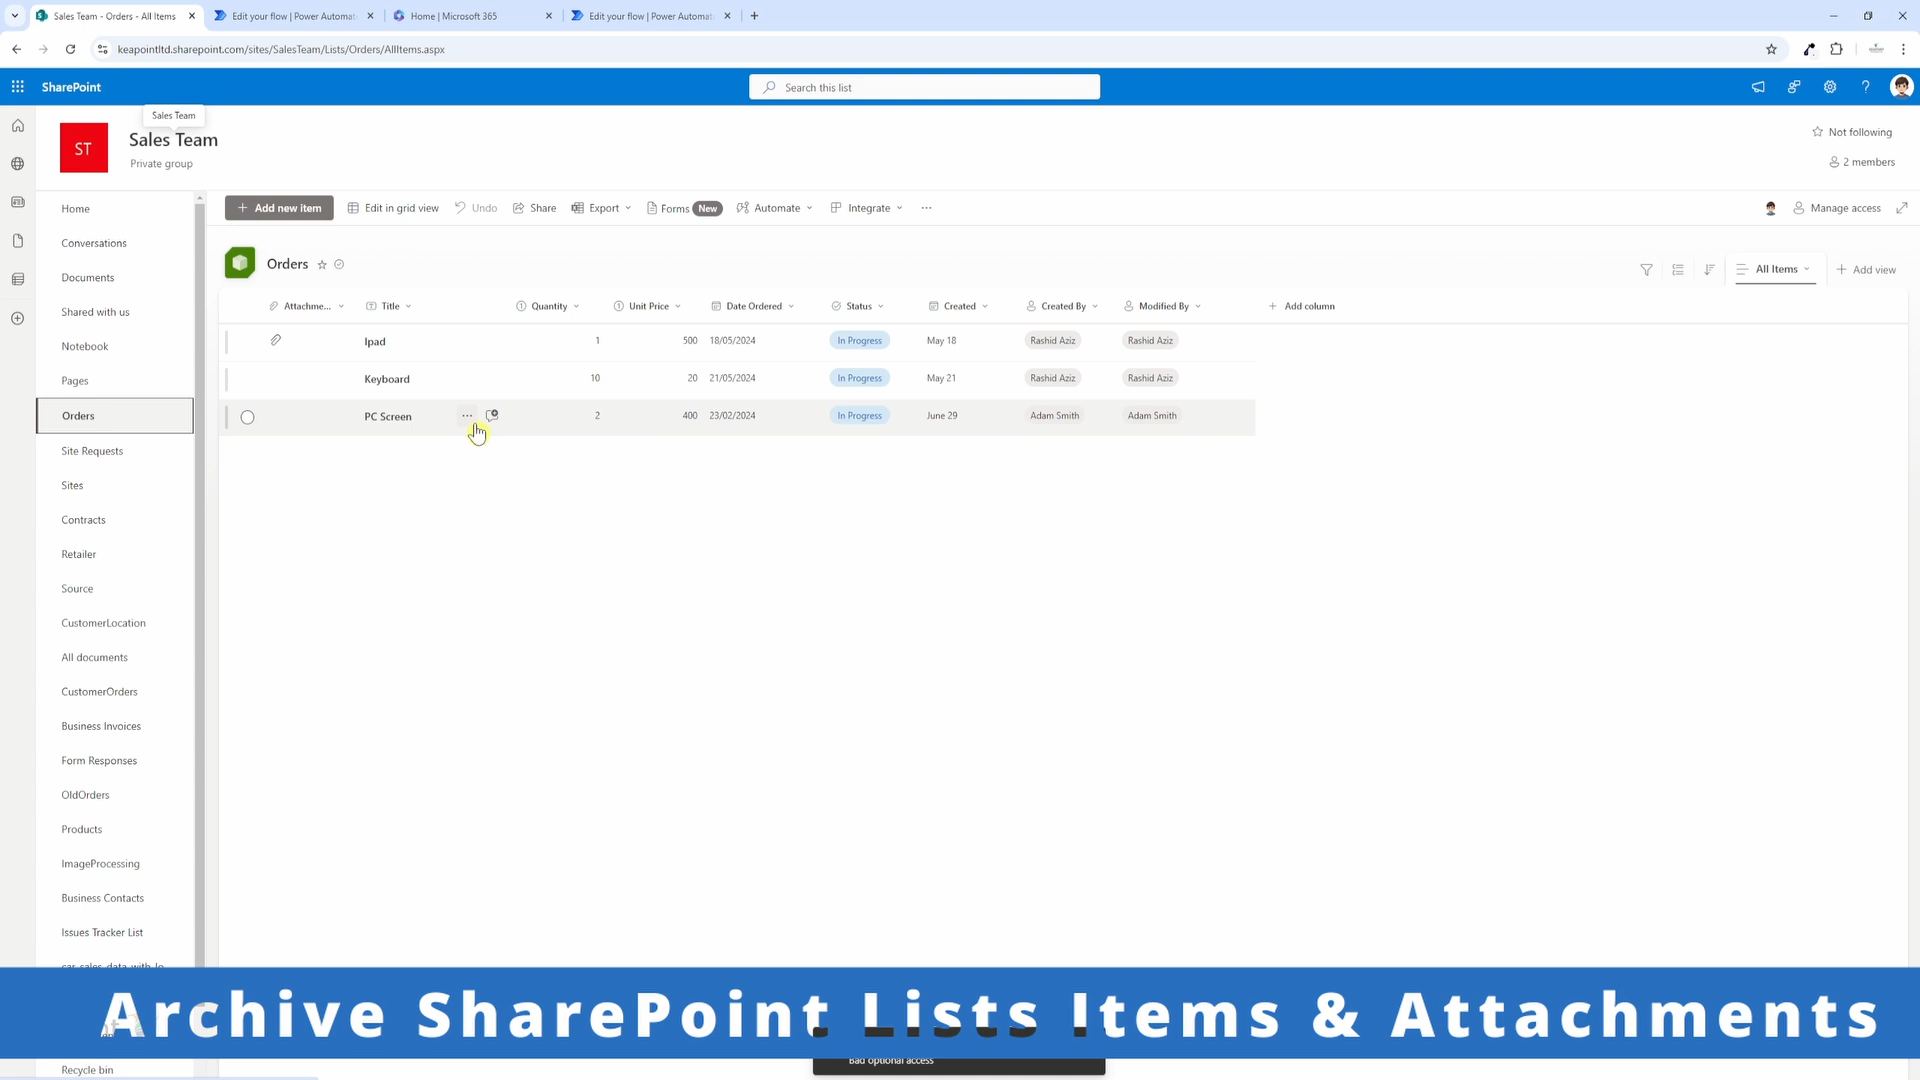 Sales Team - Orders - All Items
Edit your flow | Power Automat
Home | Microsoft 365
Edit your flow | Power Automat
keapointltd.sharepoint.com/sites/SalesTeam/Lists/Orders/AllItems.aspx
SharePoint
Search this list
Sales Team
ST
Sales Team
Private group
Not following
2 members
Home
Conversations
Documents
Shared with us
Notebook
Pages
Orders
Site Requests
Sites
Contracts
Retailer
Source
CustomerLocation
All documents
CustomerOrders
Business Invoices
Form Responses
OldOrders
Products
ImageProcessing
Business Contacts
Issues Tracker List
Recycle bin
Add new item
Edit in grid view
Undo
Share
Export
Forms New
Automate
Integrate
Manage access
Orders
All Items
Add view
Attachme... Title Quantity Unit Price Date Ordered Status Created Created By Modified By Add column
Ipad 1 500 18/05/2024 In Progress May 18 Rashid Aziz Rashid Aziz
Keyboard 10 20 21/05/2024 In Progress May 21 Rashid Aziz Rashid Aziz
PC Screen 2 400 23/02/2024 In Progress June 29 Adam Smith Adam Smith
Archive SharePoint Lists Items & Attachments
Bad optional access